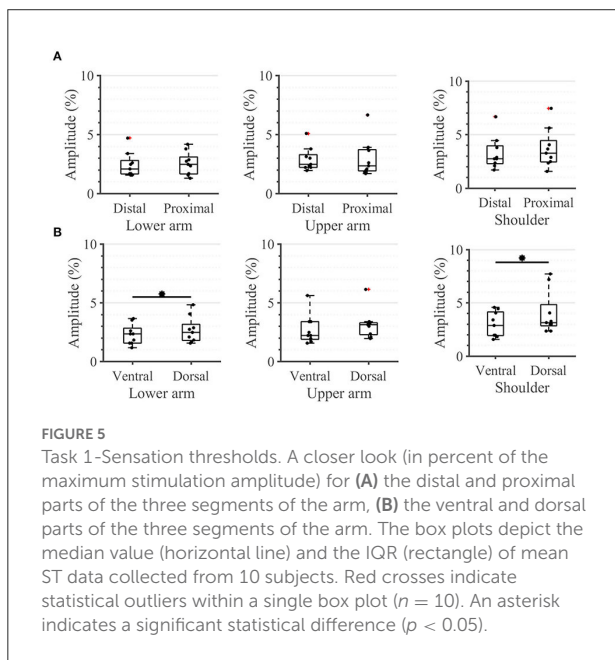 A
10
5
0
Amplitude (%)
Distal Proximal
Lower arm
10
5
0
Amplitude (%)
Distal Proximal
Upper arm
10
5
0
Amplitude (%)
Distal Proximal
Shoulder
B
10
5
0
Amplitude (%)
Ventral Dorsal
Lower arm
10
5
0
Amplitude (%)
Ventral Dorsal
Upper arm
10
5
0
Amplitude (%)
Ventral Dorsal
Shoulder
FIGURE 5
Task 1-Sensation thresholds. A closer look (in percent of the
maximum stimulation amplitude) for (A) the distal and proximal
parts of the three segments of the arm, (B) the ventral and dorsal
parts of the three segments of the arm. The box plots depict the
median value (horizontal line) and the IQR (rectangle) of mean
ST data collected from 10 subjects. Red crosses indicate
statistical outliers within a single box plot (n = 10). An asterisk
indicates a significant statistical difference (p < 0.05).